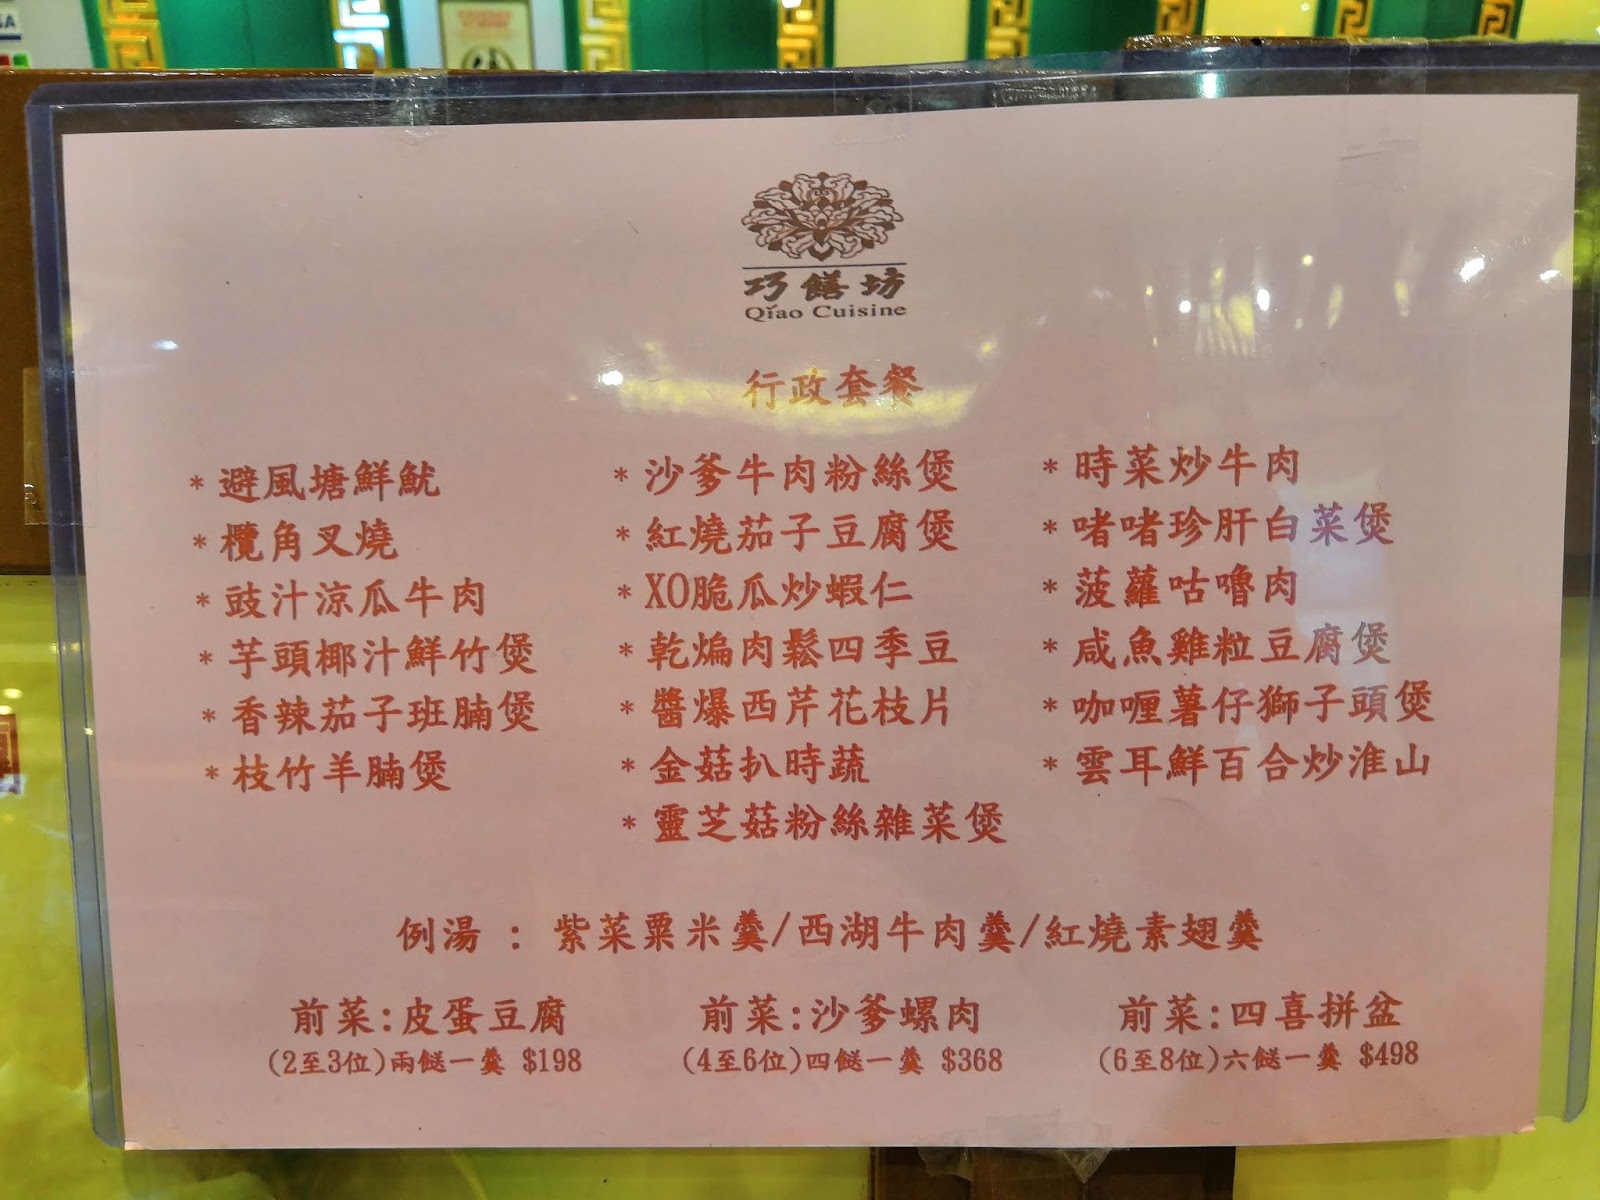 巧饍坊
Qiao Cuisine
行政套餐
* 避風塘鮮魷
* 欖角叉燒
* 豉汁涼瓜牛肉
* 芋頭椰汁鮮竹煲
* 香辣茄子班腩煲
* 枝竹羊腩煲
* 沙爹牛肉粉絲煲
* 紅燒茄子豆腐煲
* XO脆瓜炒蝦仁
* 乾煸肉鬆四季豆
* 醬爆西芹花枝片
* 金菇扒時蔬
* 靈芝菇粉絲雜菜煲
* 時菜炒牛肉
* 啫啫珍肝白菜煲
* 菠蘿咕嚕肉
* 咸魚雞粒豆腐煲
* 咖喱薯仔獅子頭煲
* 雲耳鮮百合炒淮山
例湯 : 紫菜粟米羹/西湖牛肉羹/紅燒素翅羹
前菜:皮蛋豆腐
(2至3位)兩餸一羹 $198
前菜:沙爹螺肉
(4至6位)四餸一羹 $368
前菜:四喜拼盆
(6至8位)六餸一羹 $498